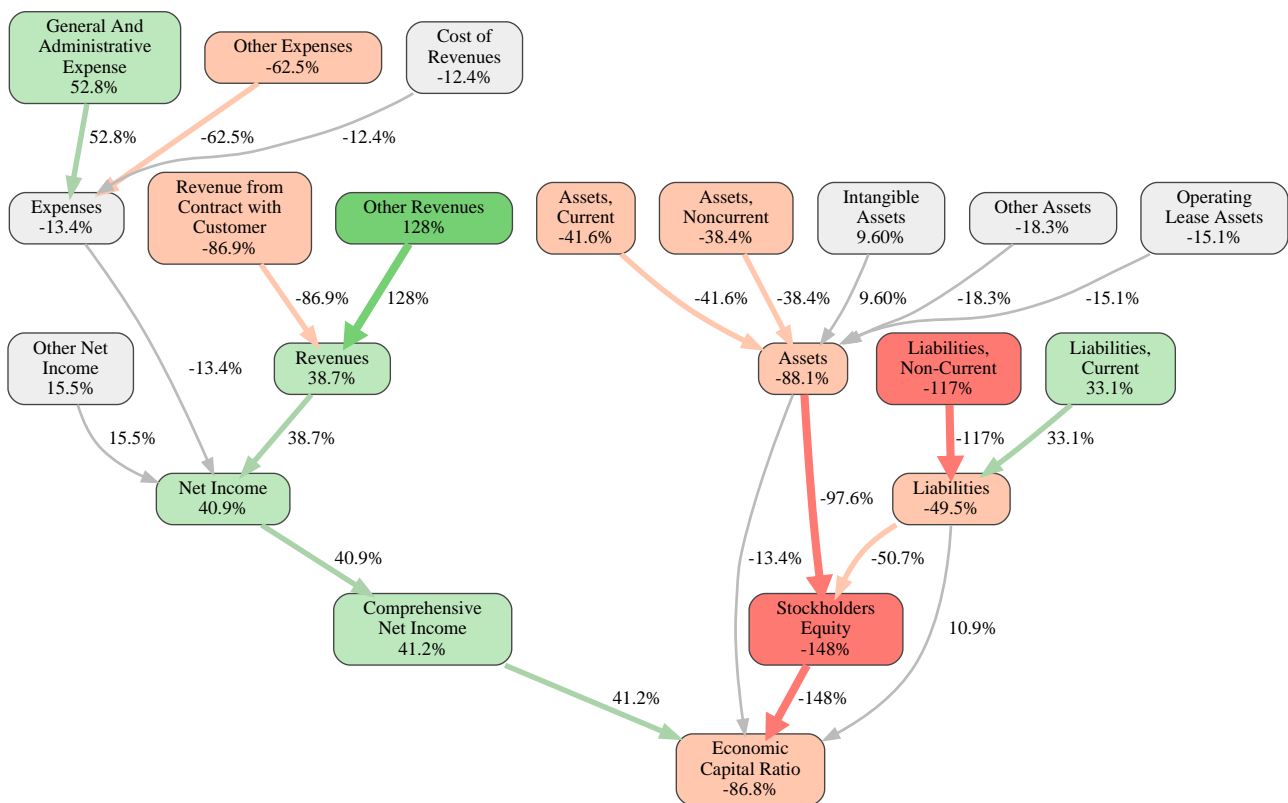 General And
Administrative
Expense
52.8%
Other Expenses
-62.5%
Cost of
Revenues
-12.4%
52.8%
-62.5%
-12.4%
Expenses
-13.4%
Revenue from
Contract with
Customer
-86.9%
Other Revenues
128%
Assets,
Current
-41.6%
Assets,
Noncurrent
-38.4%
Intangible
Assets
9.60%
Other Assets
-18.3%
Operating
Lease Assets
-15.1%
-86.9%
128%
-41.6%
-38.4%
9.60%
-18.3%
-15.1%
Other Net
Income
15.5%
-13.4%
Revenues
38.7%
Assets
-88.1%
Liabilities,
Non-Current
-117%
Liabilities,
Current
33.1%
15.5%
38.7%
-117%
33.1%
Net Income
40.9%
-97.6%
Liabilities
-49.5%
40.9%
-13.4%
-50.7%
Comprehensive
Net Income
41.2%
Stockholders
Equity
-148%
10.9%
41.2%
-148%
Economic
Capital Ratio
-86.8%